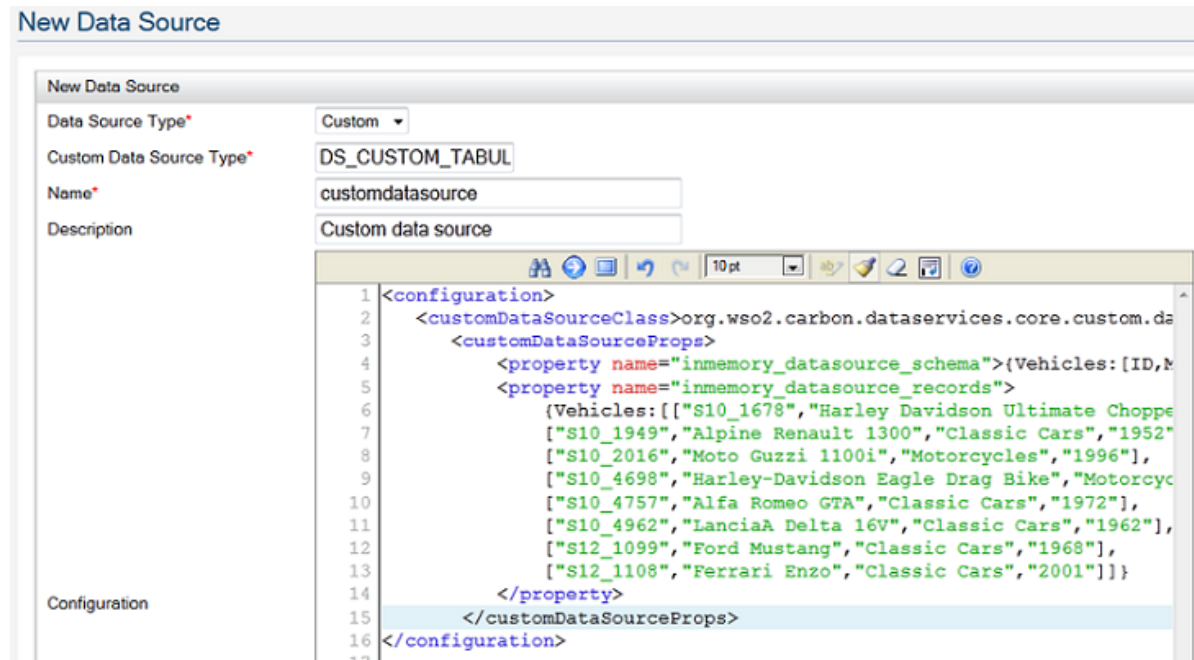 New Data Source
New Data Source
Data Source Type*
Custom
Custom Data Source Type*
DS_CUSTOM_TABUL
Name*
customdatasource
Description
Custom data source
10 pt
Configuration
1 <configuration>
2 <customDataSourceClass>org.wso2.carbon.dataservices.core.custom.da
3 <customDataSourceProps>
4 <property name="inmemory_datasource_schema">{Vehicles:[ID,M
5 <property name="inmemory_datasource_records">
6 {Vehicles:[["S10_1678","Harley Davidson Ultimate Choppe
7 ["S10_1949","Alpine Renault 1300","Classic Cars","1952"
8 ["S10_2016","Moto Guzzi 1100i","Motorcycles","1996"],
9 ["S10_4698","Harley-Davidson Eagle Drag Bike","Motorcyc
10 ["S10_4757","Alfa Romeo GTA","Classic Cars","1972"],
11 ["S10_4962","LanciaA Delta 16V","Classic Cars","1962"],
12 ["S12_1099","Ford Mustang","Classic Cars","1968"],
13 ["S12_1108","Ferrari Enzo","Classic Cars","2001"]]}
14 </property>
15 </customDataSourceProps>
16 </configuration>